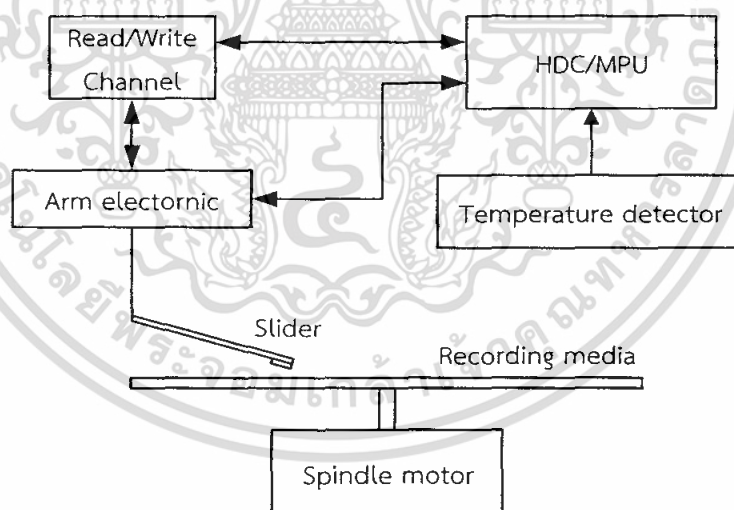 Read/Write
Channel
HDC/MPU
Arm electornic
Temperature detector
Slider
Recording media
Spindle motor